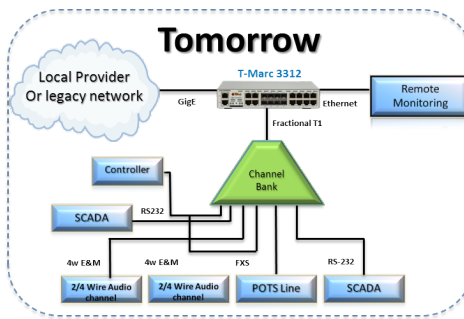 Tomorrow
T-Marc 3312
Local Provider
Or legacy network
GigE
Ethernet
Remote
Monitoring
Fractional T1
Controller
Channel
Bank
RS232
SCADA
4w E&M
4w E&M
FXS
RS-232
2/4 Wire Audio
channel
2/4 Wire Audio
channel
POTS Line
SCADA